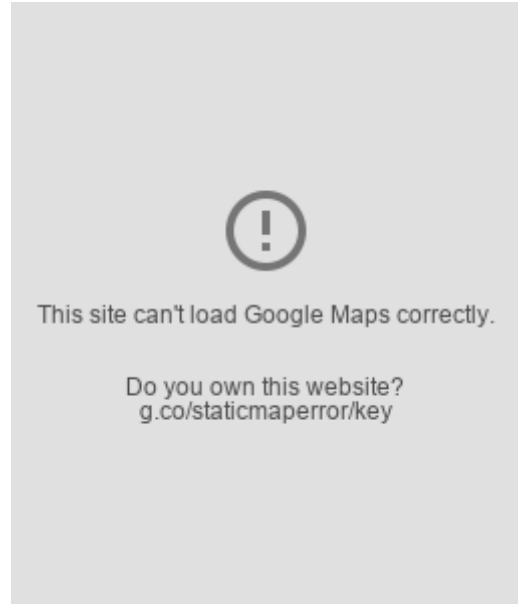 This site can't load Google Maps correctly.
Do you own this website?
g.co/staticmaperror/key